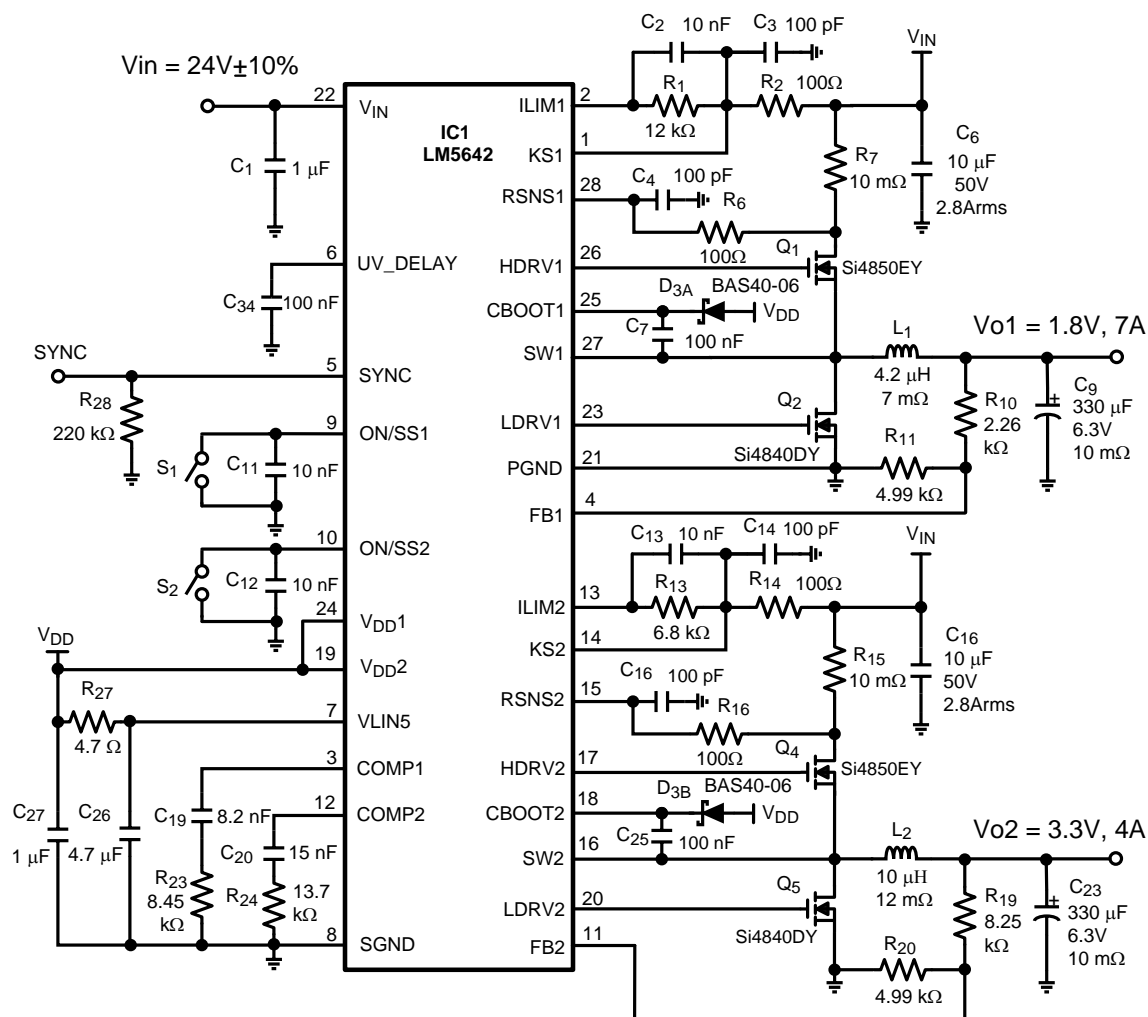 Vin = 24V±10%
22
VIN
C1
1 μF
6
UV_DELAY
C34
100 nF
SYNC
5
SYNC
R28
220 kΩ
9
ON/SS1
S1
C11
10 nF
10
ON/SS2
S2
C12
10 nF
24
VDD1
VDD
19
VDD2
R27
4.7 Ω
7
VLIN5
3
COMP1
C19
8.2 nF
12
COMP2
C20
15 nF
C27
1 μF
C26
4.7 μF
R23
8.45
kΩ
R24
13.7
kΩ
8
SGND
IC1
LM5642
ILIM1
2
KS1
1
RSNS1
28
HDRV1
26
CBOOT1
25
SW1
27
LDRV1
23
PGND
21
FB1
4
ILIM2
13
KS2
14
RSNS2
15
HDRV2
17
CBOOT2
18
SW2
16
LDRV2
20
FB2
11
C2
10 nF
C3
100 pF
R1
12 kΩ
R2
100Ω
VIN
C6
10 μF
50V
2.8Arms
R7
10 mΩ
C4
100 pF
R6
100Ω
Q1
Si4850EY
D3A
BAS40-06
VDD
C7
100 nF
L1
4.2 μH
7 mΩ
Vo1 = 1.8V, 7A
Q2
Si4840DY
R10
2.26
kΩ
R11
4.99 kΩ
C9
+
330 μF
6.3V
10 mΩ
C13
10 nF
C14
100 pF
R13
6.8 kΩ
R14
100Ω
VIN
C16
10 μF
50V
2.8Arms
R15
10 mΩ
C16
100 pF
R16
100Ω
Q4
Si4850EY
D3B
BAS40-06
VDD
C25
100 nF
L2
10 μH
12 mΩ
Vo2 = 3.3V, 4A
Q5
Si4840DY
R19
8.25
kΩ
R20
4.99 kΩ
C23
+
330 μF
6.3V
10 mΩ